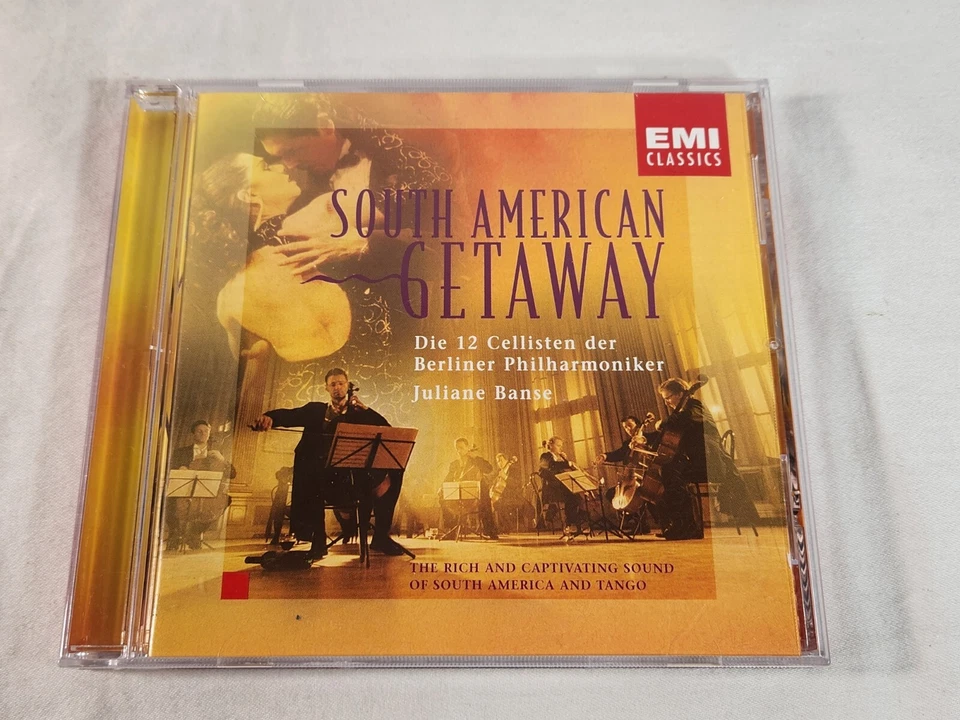 EMI
CLASSICS
SOUTH AMERICAN
GETAWAY
Die 12 Cellisten der
Berliner Philharmoniker
Juliane Banse
THE RICH AND CAPTIVATING SOUND
OF SOUTH AMERICA AND TANGO